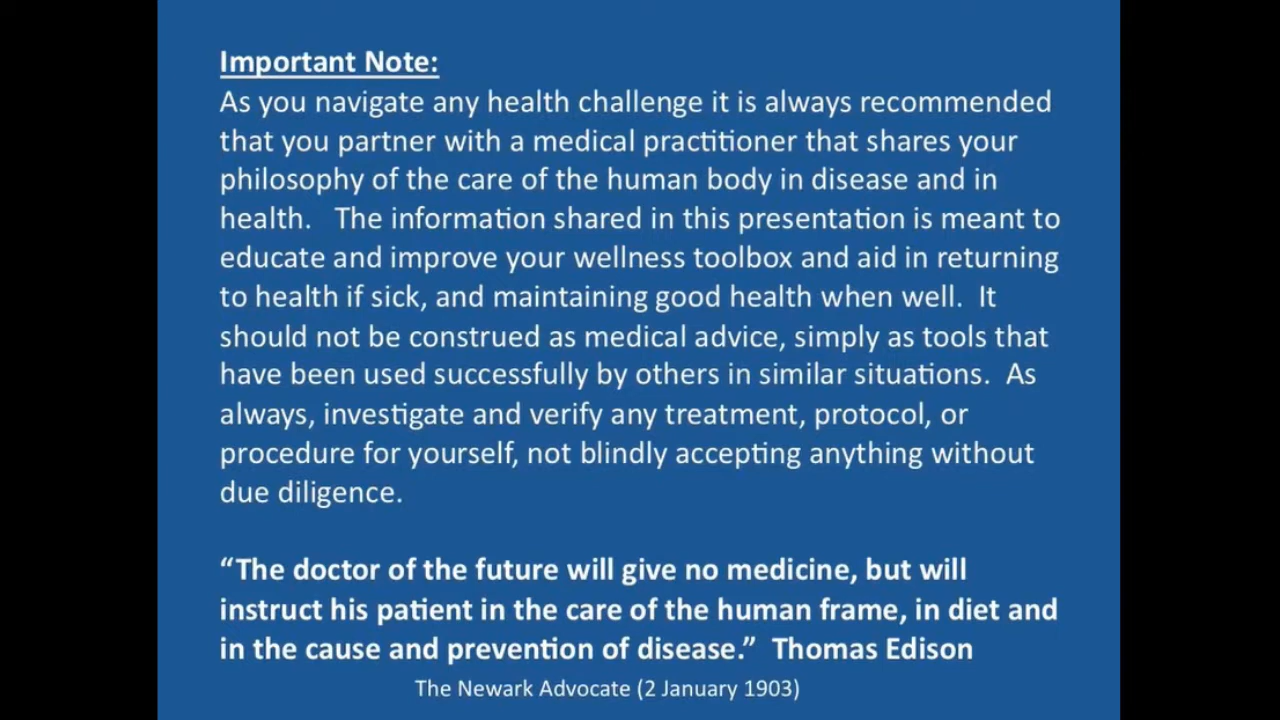 Important Note:
As you navigate any health challenge it is always recommended
that you partner with a medical practitioner that shares your
philosophy of the care of the human body in disease and in
health.   The information shared in this presentation is meant to
educate and improve your wellness toolbox and aid in returning
to health if sick, and maintaining good health when well.  It
should not be construed as medical advice, simply as tools that
have been used successfully by others in similar situations.  As
always, investigate and verify any treatment, protocol, or
procedure for yourself, not blindly accepting anything without
due diligence.
“The doctor of the future will give no medicine, but will
instruct his patient in the care of the human frame, in diet and
in the cause and prevention of disease.”  Thomas Edison
The Newark Advocate (2 January 1903)